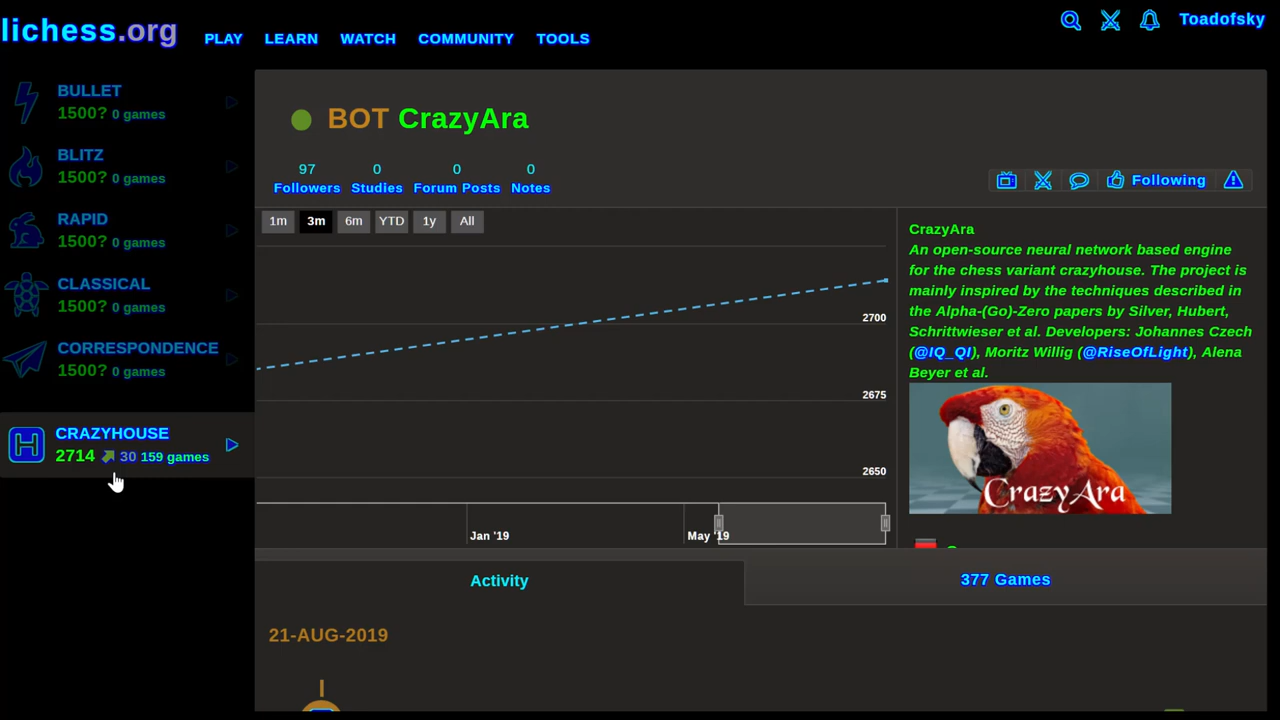 lichess.org
PLAY LEARN WATCH COMMUNITY TOOLS
Toadofsky
BULLET
1500? 0 games
BLITZ
1500? 0 games
RAPID
1500? 0 games
CLASSICAL
1500? 0 games
CORRESPONDENCE
1500? 0 games
CRAZYHOUSE
2714 30 159 games
BOT CrazyAra
97 0 0 0
Followers Studies Forum Posts Notes
Following
1m 3m 6m YTD 1y All
2700
2675
2650
Jan '19 May '19
CrazyAra
An open-source neural network based engine
for the chess variant crazyhouse. The project is
mainly inspired by the techniques described in
the Alpha-(Go)-Zero papers by Silver, Hubert,
Schrittwieser et al. Developers: Johannes Czech
(@IQ_QI), Moritz Willig (@RiseOfLight), Alena
Beyer et al.
CrazyAra
Activity
377 Games
21-AUG-2019